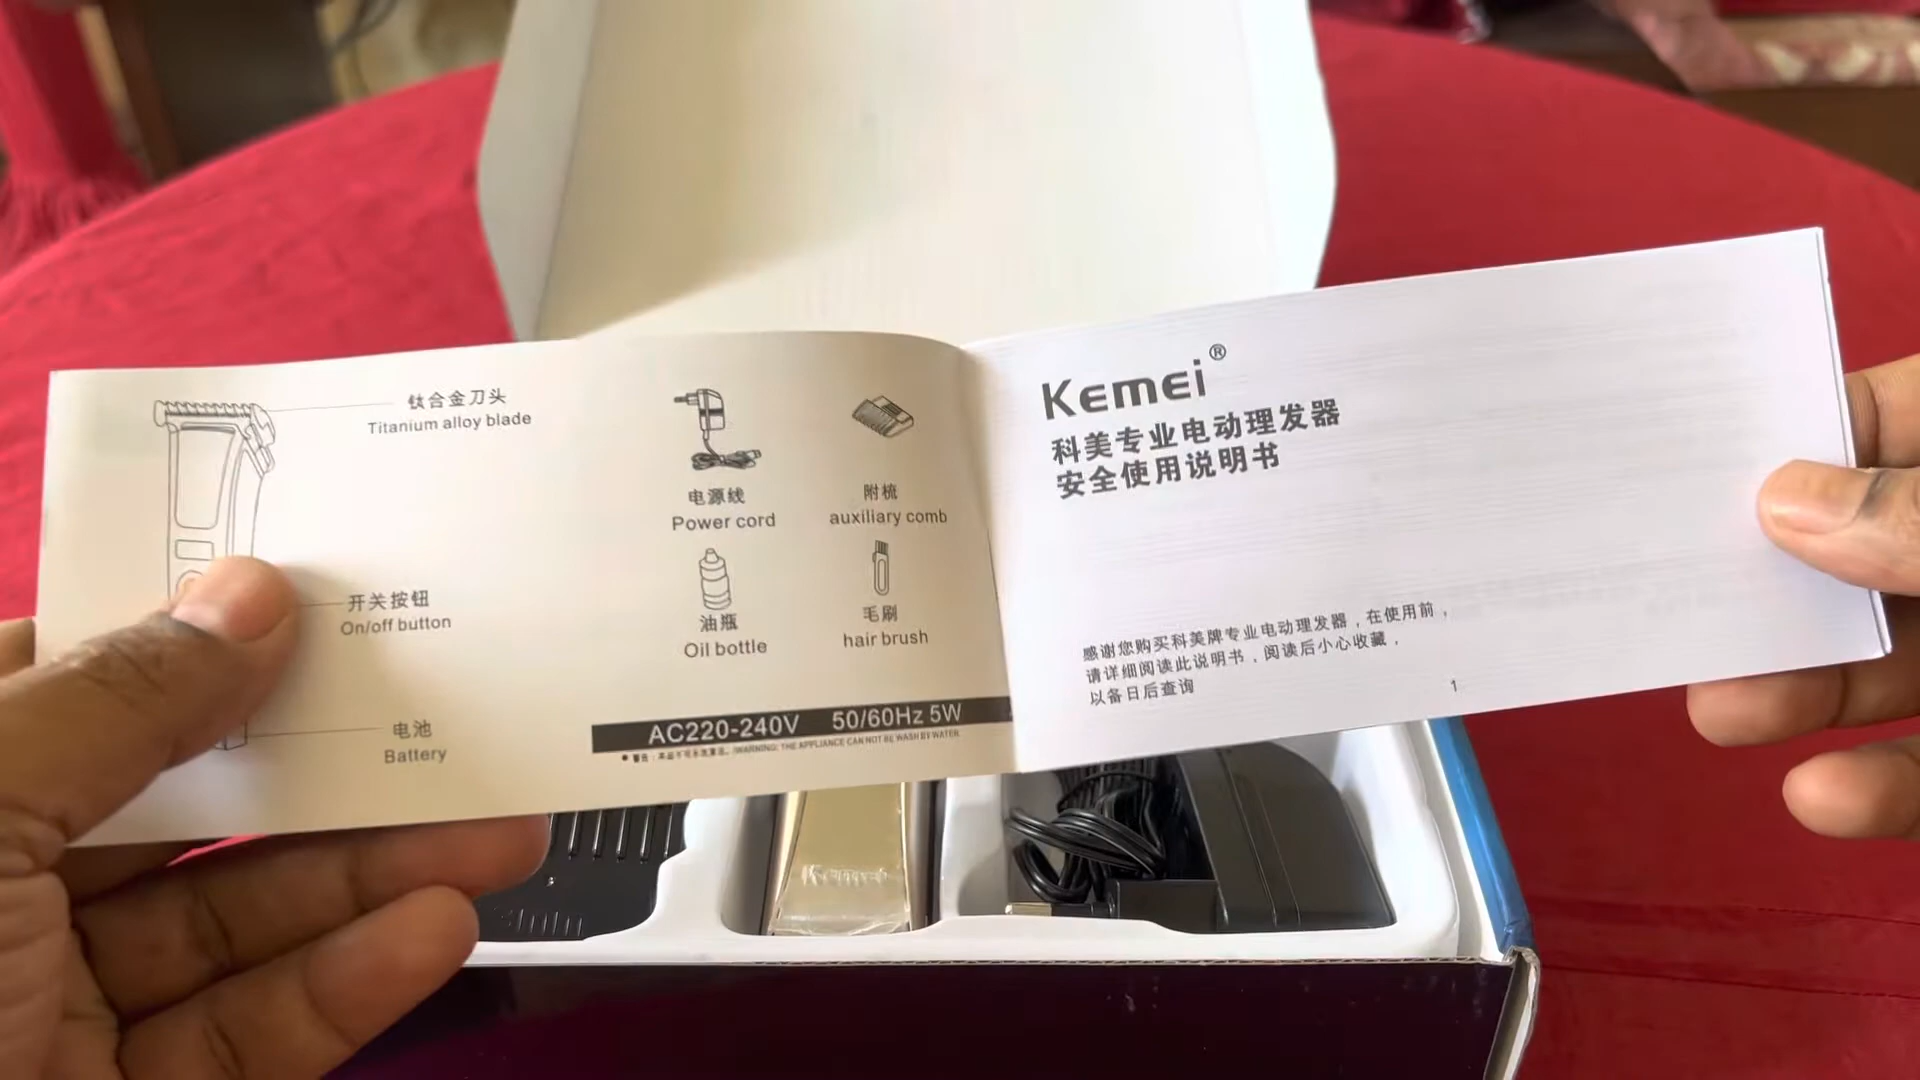 钛合金刀头
Titanium alloy blade
开关按钮
On/off button
电池
Battery
电源线
Power cord
附梳
auxiliary comb
油瓶
Oil bottle
毛刷
hair brush
AC220-240V 50/60Hz 5W
WARNING: THE APPLIANCE CAN NOT BE WASH BY WATER
Kemei®
科美专业电动理发器
安全使用说明书
感谢您购买科美牌专业电动理发器，在使用前，
请详细阅读此说明书，阅读后小心收藏，
以备日后查询
1